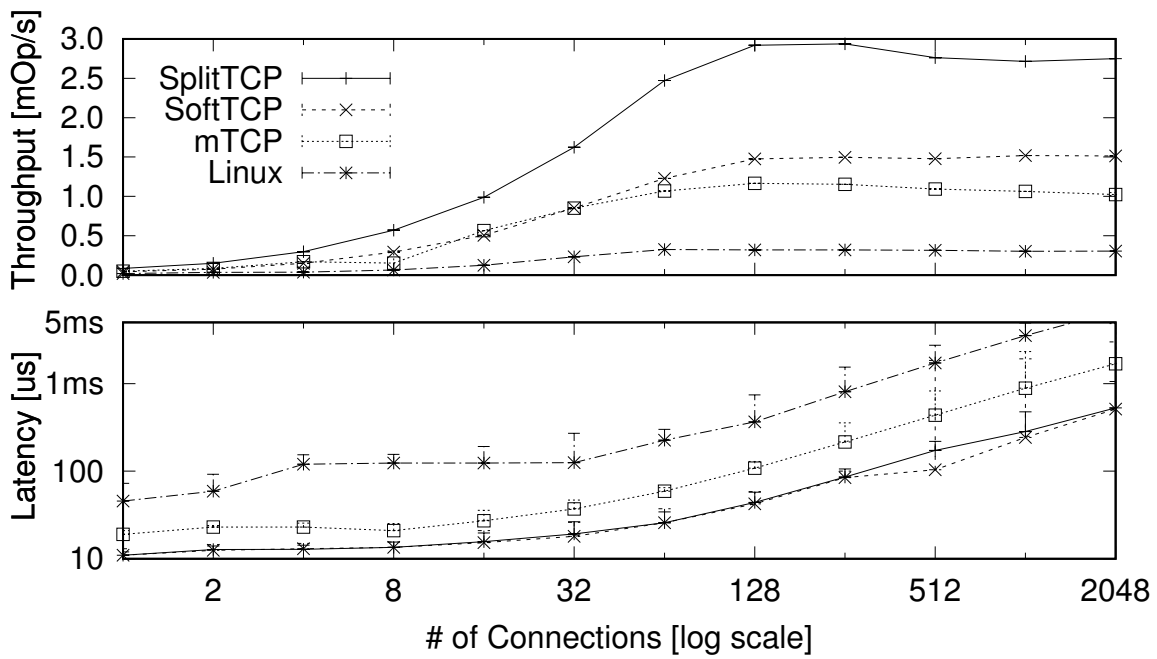 Throughput [mOp/s]
3.0
2.5
2.0
1.5
1.0
0.5
0.0
SplitTCP
SoftTCP
mTCP
Linux
Latency [us]
5ms
1ms
100
10
2 8 32 128 512 2048
# of Connections [log scale]